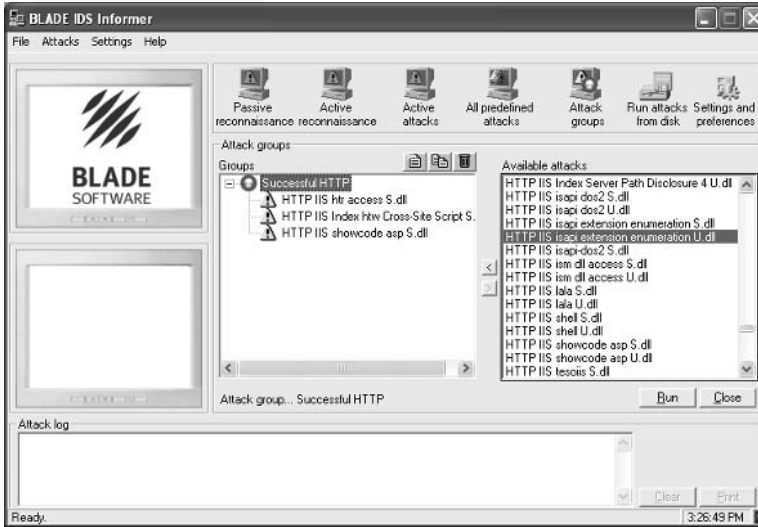 BLADE IDS Informer
File Attacks Settings Help
BLADE
SOFTWARE
Passive reconnaissance
Active reconnaissance
Active attacks
All predefined attacks
Attack groups
Run attacks from disk
Settings and preferences
Attack groups
Groups
Successful HTTP
HTTP IIS htr access S.dll
HTTP IIS Index htw Cross-Site Script S.
HTTP IIS showcode asp S.dll
Available attacks
HTTP IIS Index Server Path Disclosure 4 U.dll
HTTP IIS isapi dos2 S.dll
HTTP IIS isapi dos2 U.dll
HTTP IIS isapi extension enumeration S.dll
HTTP IIS isapi extension enumeration U.dll
HTTP IIS isapi-dos2 S.dll
HTTP IIS ism dll access S.dll
HTTP IIS ism dll access U.dll
HTTP IIS lala S.dll
HTTP IIS lala U.dll
HTTP IIS shell S.dll
HTTP IIS shell U.dll
HTTP IIS showcode asp S.dll
HTTP IIS showcode asp U.dll
HTTP IIS tesoiis S.dll
Attack group... Successful HTTP
Run Close
Attack log
Clear Print
Ready.
3:26:49 PM